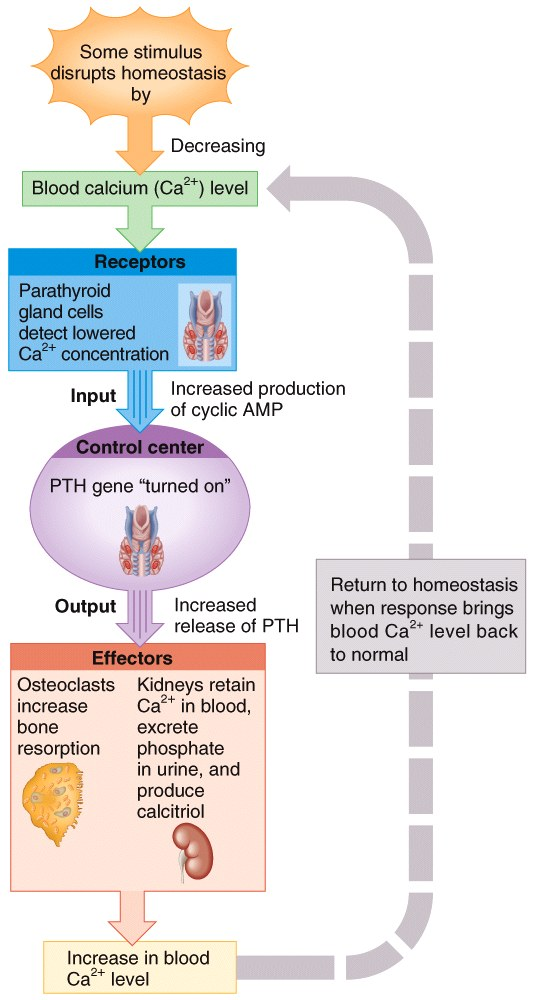 Some stimulus
disrupts homeostasis
by
Decreasing
Blood calcium (Ca²⁺) level
Receptors
Parathyroid
gland cells
detect lowered
Ca²⁺ concentration
Input
Increased production
of cyclic AMP
Control center
PTH gene “turned on”
Output
Increased
release of PTH
Effectors
Osteoclasts
increase
bone
resorption
Kidneys retain
Ca²⁺ in blood,
excrete
phosphate
in urine, and
produce
calcitriol
Return to homeostasis
when response brings
blood Ca²⁺ level back
to normal
Increase in blood
Ca²⁺ level